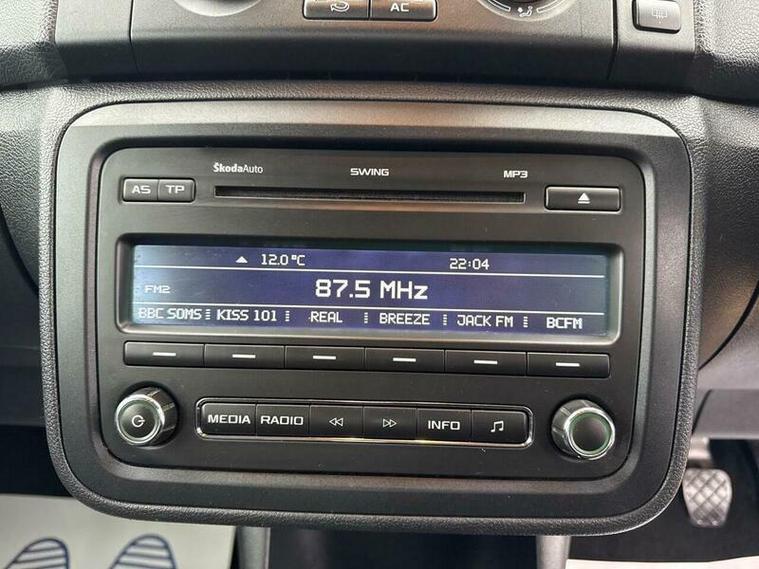 AC
ŠkodaAuto SWING MP3
AS TP
12.0 °C 22:04
87.5 MHz
FM2
BBC SOMS KISS 101 REAL BREEZE JACK FM BCFM
MEDIA RADIO INFO